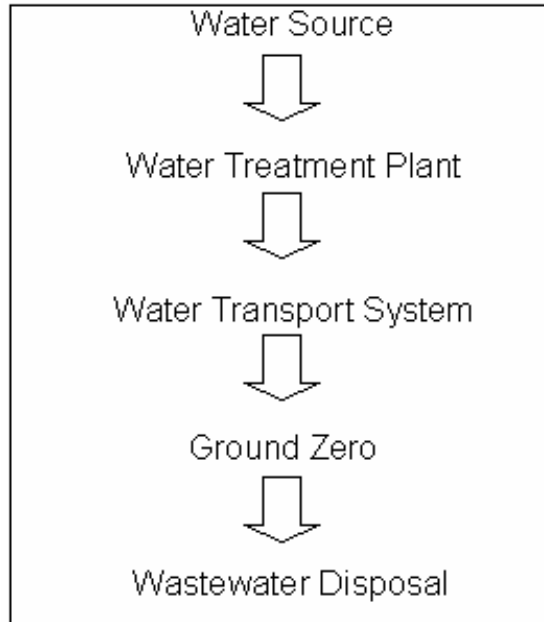 Water Source
Water Treatment Plant
Water Transport System
Ground Zero
Wastewater Disposal